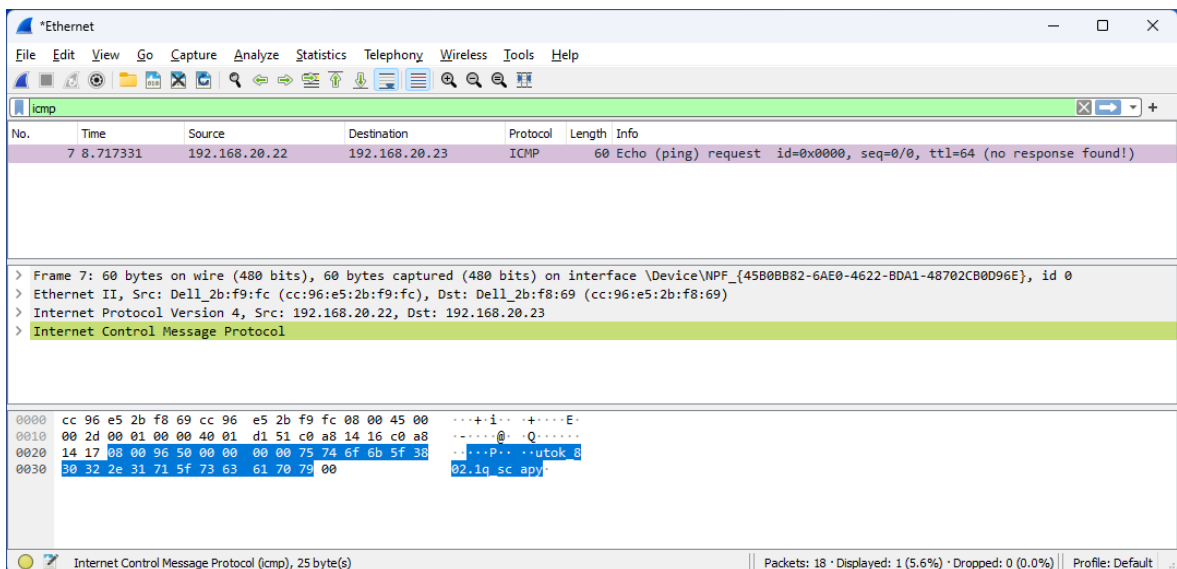 *Ethernet
File Edit View Go Capture Analyze Statistics Telephony Wireless Tools Help
icmp
No. Time Source Destination Protocol Length Info
7 8.717331 192.168.20.22 192.168.20.23 ICMP 60 Echo (ping) request id=0x0000, seq=0/0, ttl=64 (no response found!)
> Frame 7: 60 bytes on wire (480 bits), 60 bytes captured (480 bits) on interface \Device\NPF_{45B0BB82-6AE0-4622-BDA1-48702CB0D96E}, id 0
> Ethernet II, Src: Dell_2b:f9:fc (cc:96:e5:2b:f9:fc), Dst: Dell_2b:f8:69 (cc:96:e5:2b:f8:69)
> Internet Protocol Version 4, Src: 192.168.20.22, Dst: 192.168.20.23
> Internet Control Message Protocol
0000 cc 96 e5 2b f8 69 cc 96 e5 2b f9 fc 08 00 45 00 ···+·i·· ·+····E·
0010 00 2d 00 01 00 00 40 01 d1 51 c0 a8 14 16 c0 a8 ·-····@· ·Q······
0020 14 17 08 00 96 50 00 00 00 00 75 74 6f 6b 5f 38 ·····P·· ··utok_8
0030 30 32 2e 31 71 5f 73 63 61 70 79 00 02.1q_sc apy·
Internet Control Message Protocol (icmp), 25 byte(s) Packets: 18 · Displayed: 1 (5.6%) · Dropped: 0 (0.0%) Profile: Default